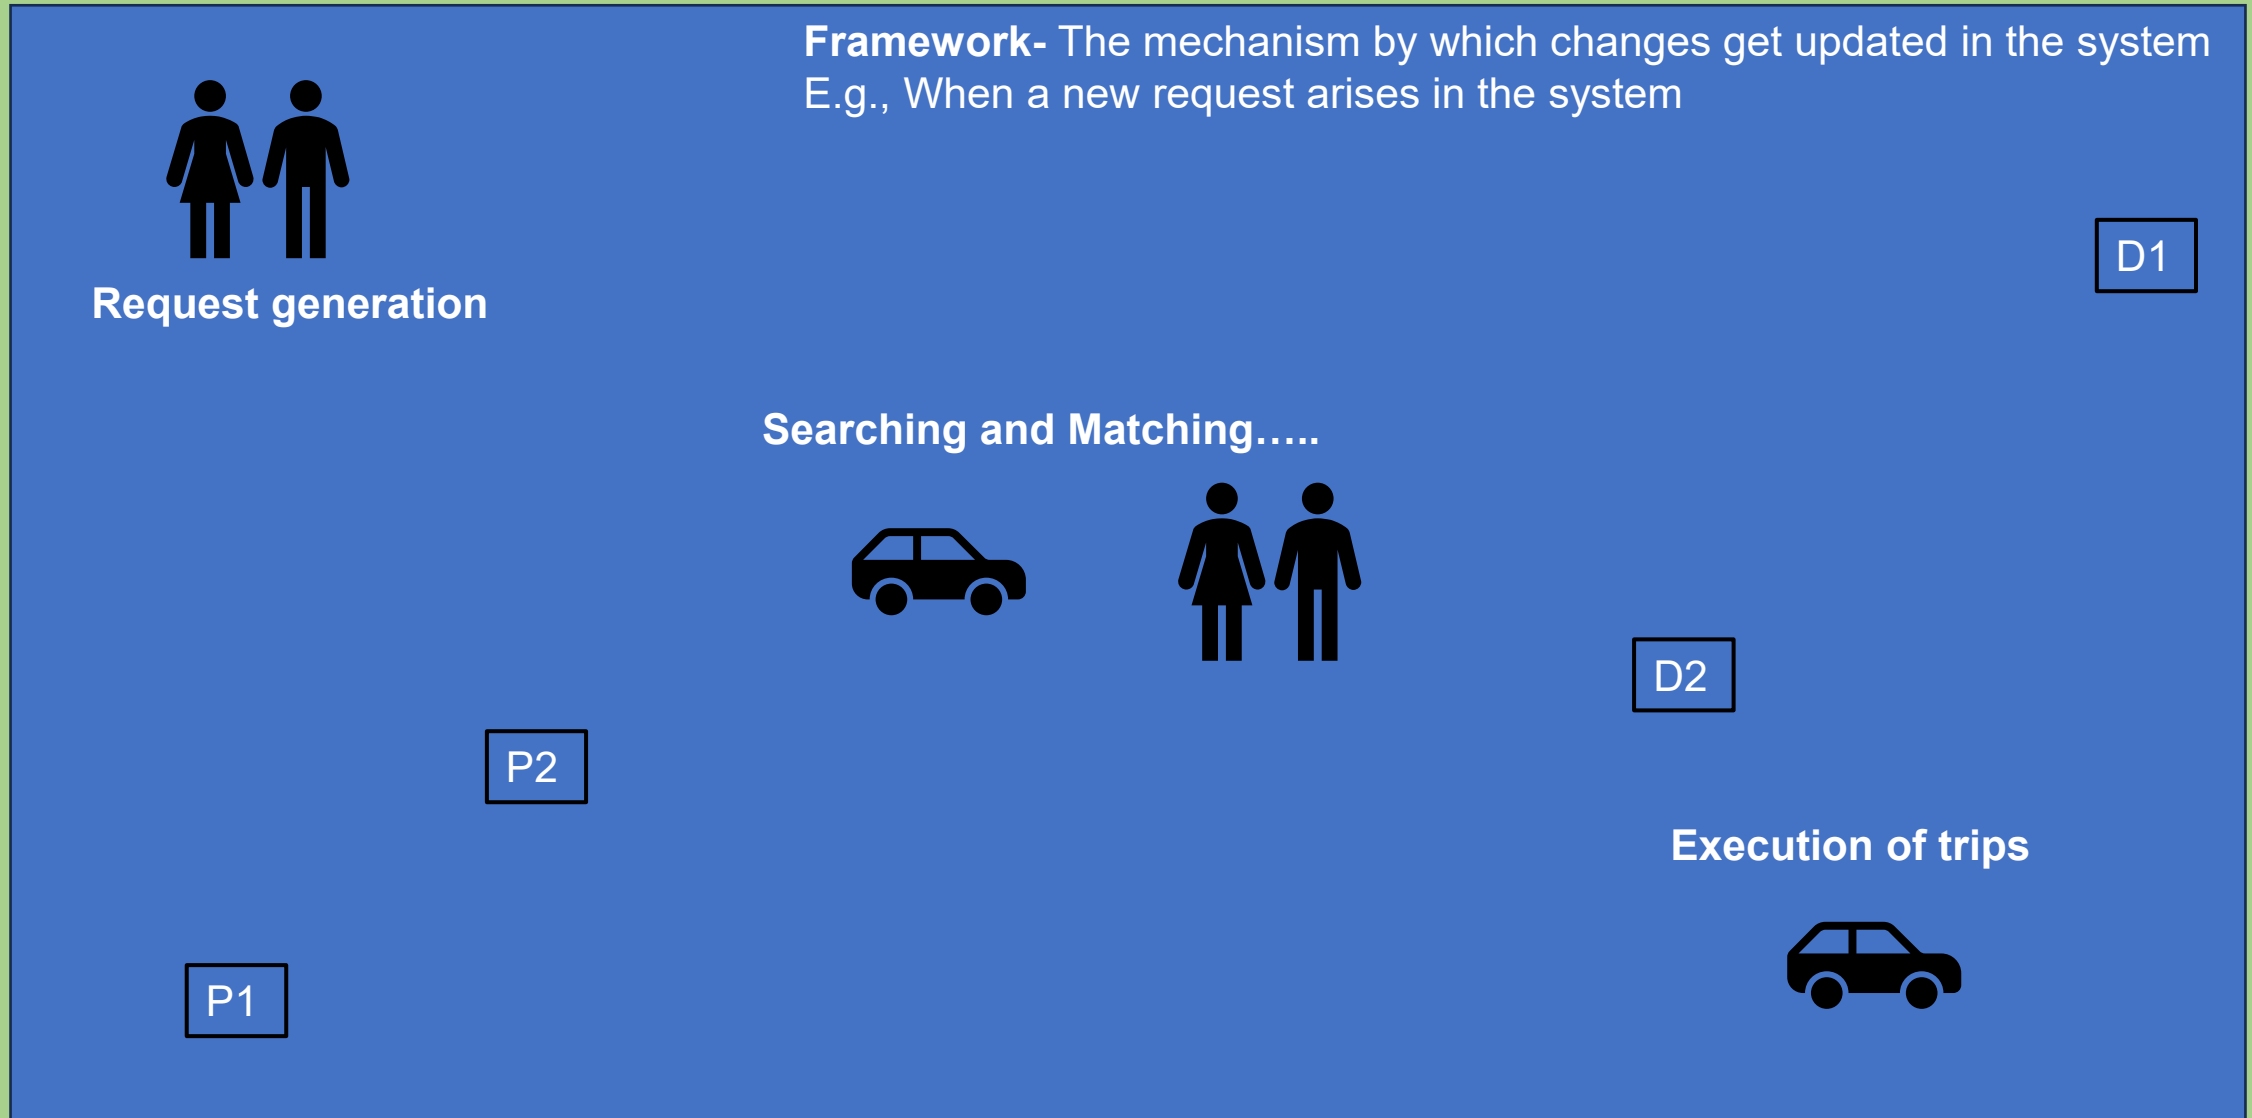 Framework- The mechanism by which changes get updated in the system
E.g., When a new request arises in the system
D1
Request generation
Searching and Matching…..
D2
P2
Execution of trips
P1